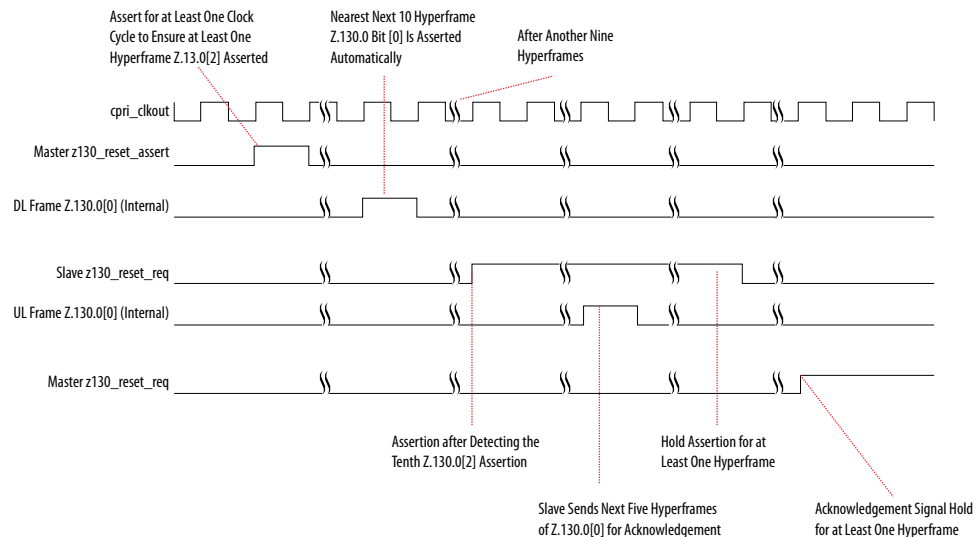 Assert for at Least One Clock
Cycle to Ensure at Least One
Hyperframe Z.13.0[2] Asserted
Nearest Next 10 Hyperframe
Z.130.0 Bit [0] Is Asserted
Automatically
After Another Nine
Hyperframes
cpri_clkout
Master z130_reset_assert
DL Frame Z.130.0[0] (Internal)
Slave z130_reset_req
UL Frame Z.130.0[0] (Internal)
Master z130_reset_req
Assertion after Detecting the
Tenth Z.130.0[2] Assertion
Hold Assertion for at
Least One Hyperframe
Slave Sends Next Five Hyperframes
of Z.130.0[0] for Acknowledgement
Acknowledgement Signal Hold
for at Least One Hyperframe